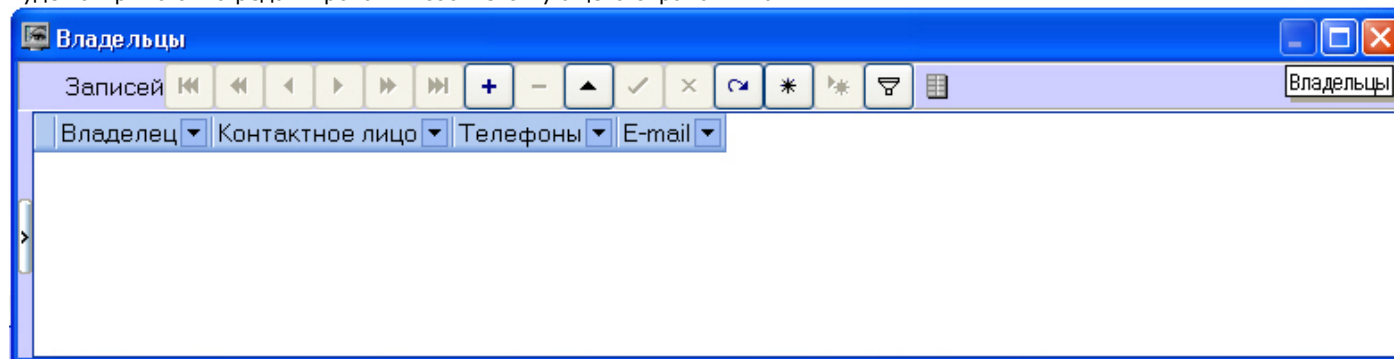 Владельцы
Записей
Владельцы
Владелец Контактное лицо Телефоны E-mail